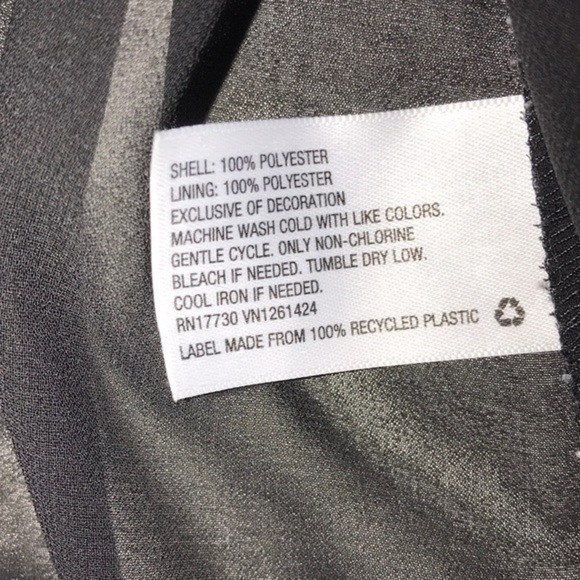 SHELL: 100% POLYESTER
LINING: 100% POLYESTER
EXCLUSIVE OF DECORATION
MACHINE WASH COLD WITH LIKE COLORS.
GENTLE CYCLE. ONLY NON-CHLORINE
BLEACH IF NEEDED. TUMBLE DRY LOW.
COOL IRON IF NEEDED.
RN17730 VN1261424
LABEL MADE FROM 100% RECYCLED PLASTIC